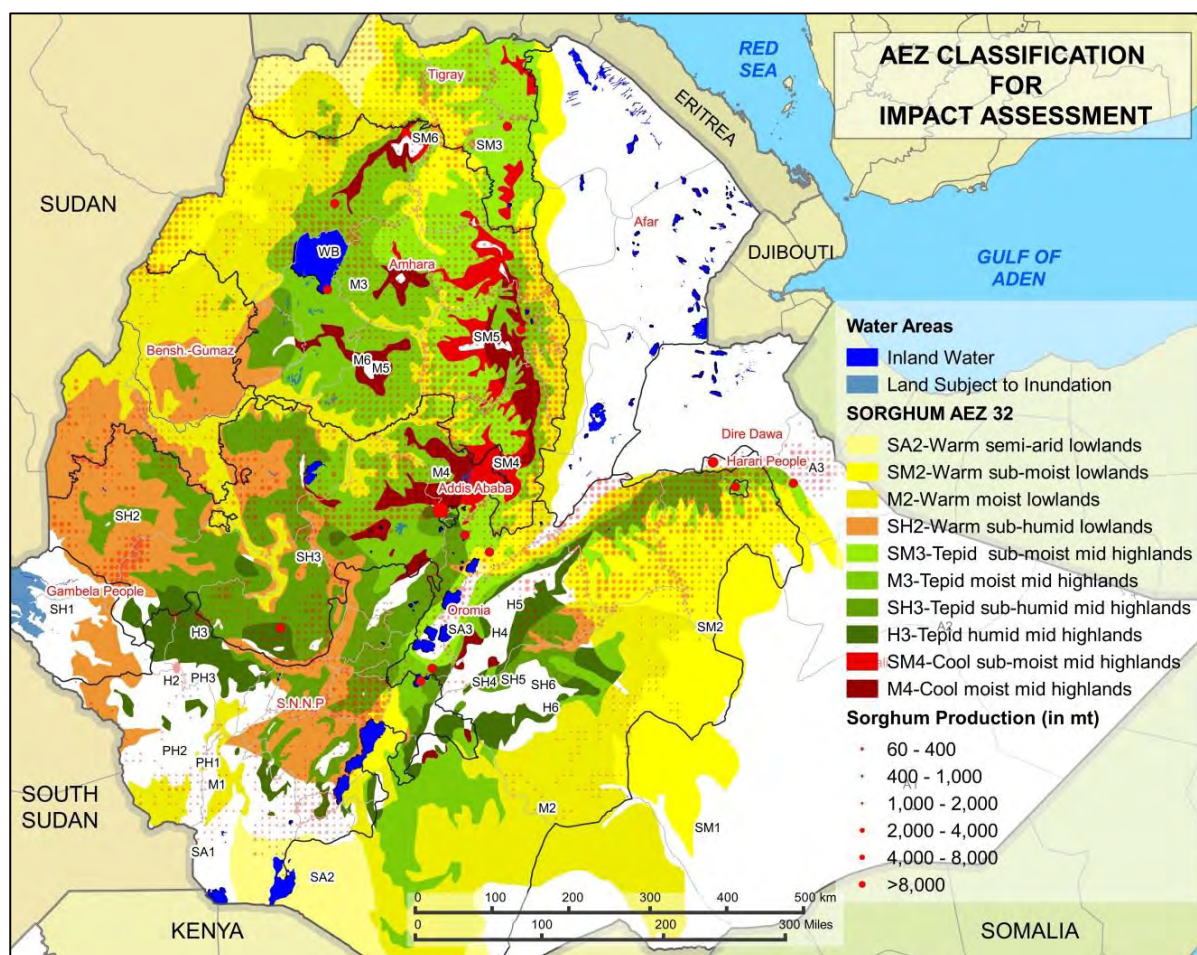 AEZ CLASSIFICATION
FOR
IMPACT ASSESSMENT
RED
SEA
ERITREA
Tigray
SM6
SM3
SUDAN
Afar
WB
Amhara
M3
DJIBOUTI
GULF OF
ADEN
Bensh.-Gumaz
SM5
M6
M5
Dire Dawa
Harari People
A3
M4
SM4
Addis Ababa
SH2
SH3
Gambela People
SH1
Oromia
SA3
H5
H4
SM2
H3
H2
PH3
SH4
SH5
SH6
H6
S.N.N.P
PH2
PH1
M1
M2
SM1
SOUTH
SUDAN
SA1
SA2
KENYA
SOMALIA
Water Areas
Inland Water
Land Subject to Inundation
SORGHUM AEZ 32
SA2-Warm semi-arid lowlands
SM2-Warm sub-moist lowlands
M2-Warm moist lowlands
SH2-Warm sub-humid lowlands
SM3-Tepid sub-moist mid highlands
M3-Tepid moist mid highlands
SH3-Tepid sub-humid mid highlands
H3-Tepid humid mid highlands
SM4-Cool sub-moist mid highlands
M4-Cool moist mid highlands
Sorghum Production (in mt)
60 - 400
400 - 1,000
A1
1,000 - 2,000
2,000 - 4,000
4,000 - 8,000
>8,000
0 100 200 300 400 500 km
0 100 200 300 Miles